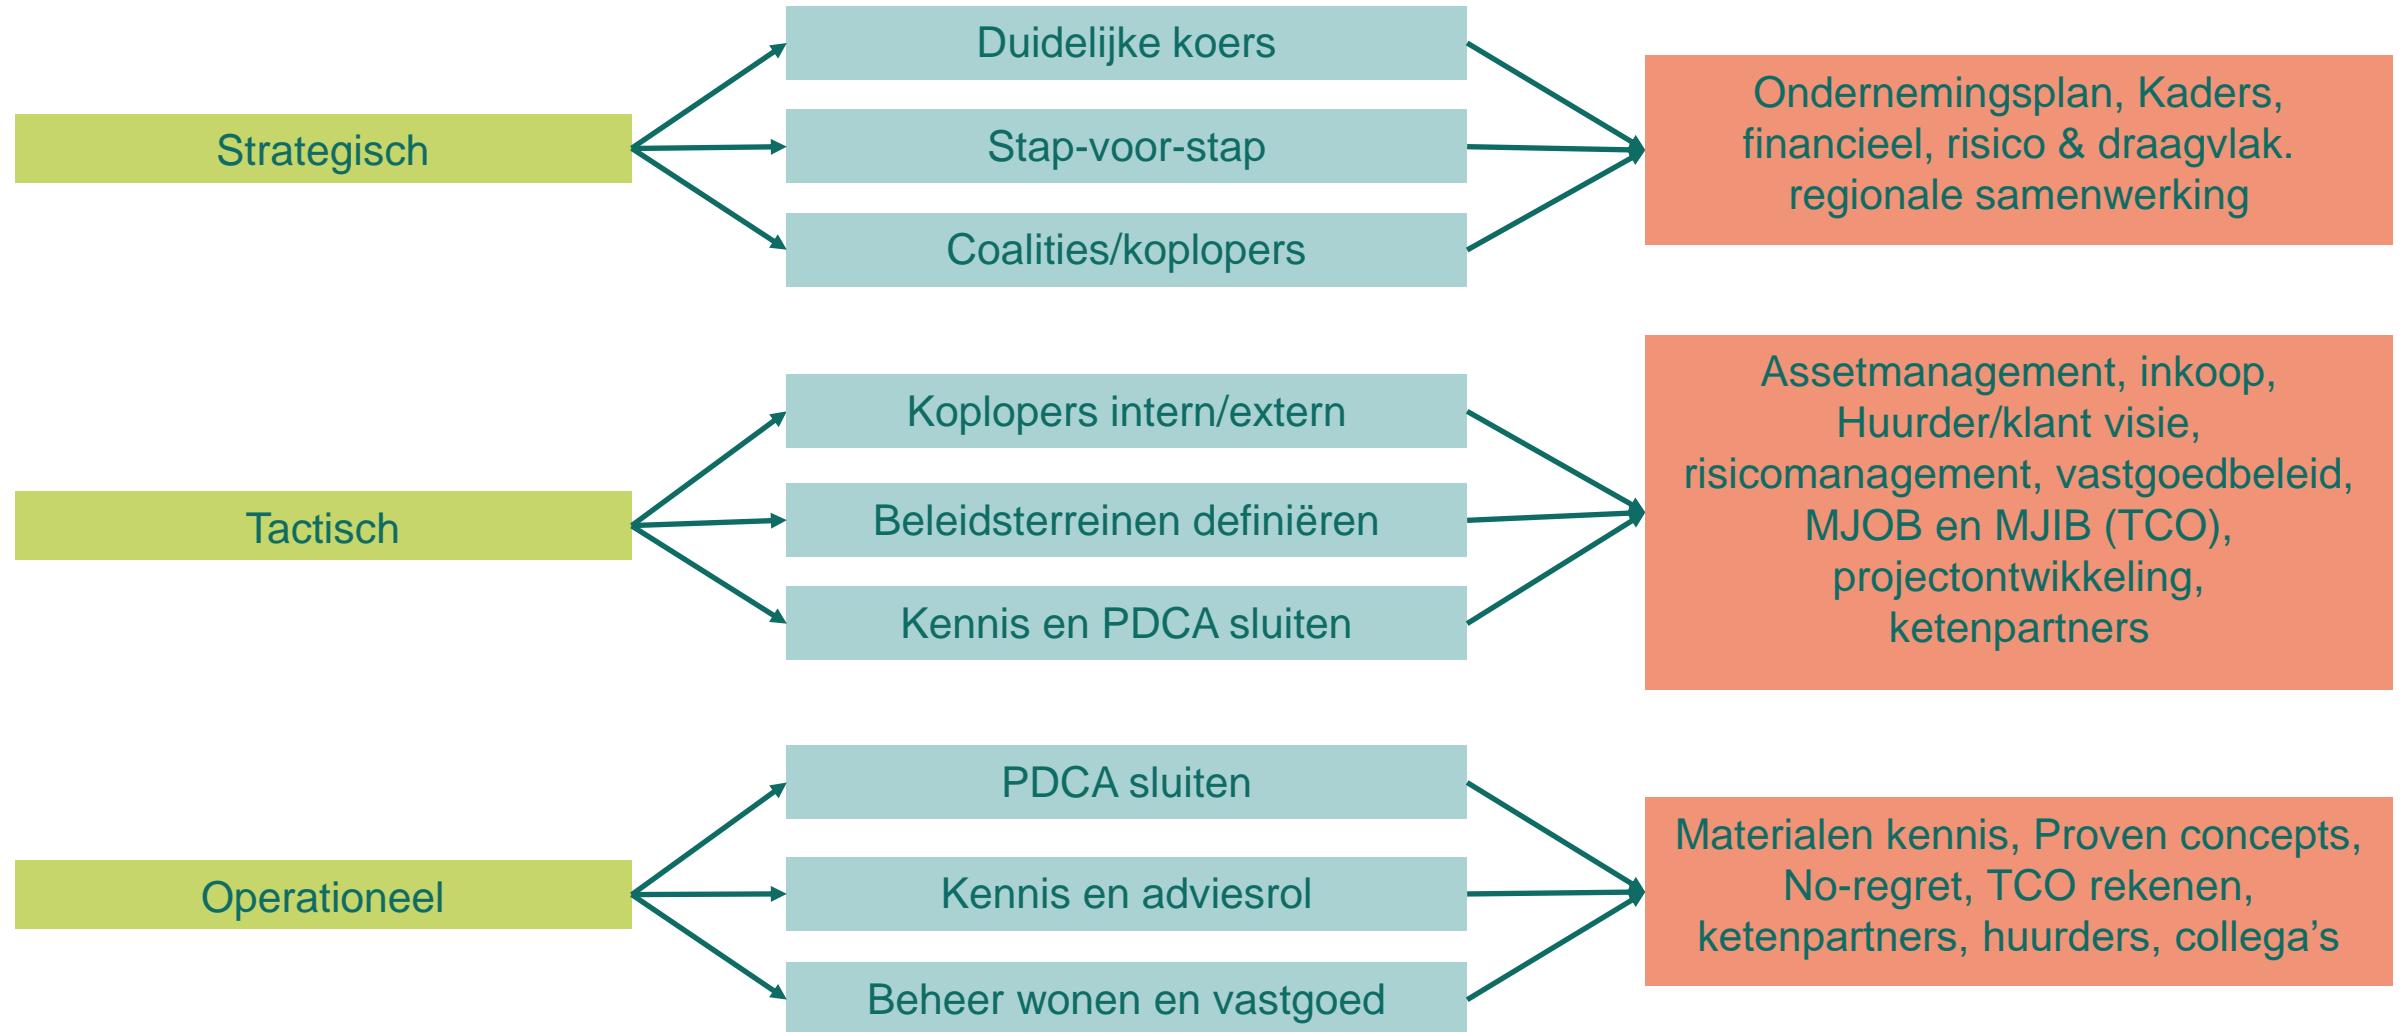 Strategisch
Duidelijke koers
Stap-voor-stap
Coalities/koplopers
Ondernemingsplan, Kaders,
financieel, risico & draagvlak.
regionale samenwerking
Tactisch
Koplopers intern/extern
Beleidsterreinen definiëren
Kennis en PDCA sluiten
Assetmanagement, inkoop,
Huurder/klant visie,
risicomanagement, vastgoedbeleid,
MJOB en MJIB (TCO),
projectontwikkeling,
ketenpartners
Operationeel
PDCA sluiten
Kennis en adviesrol
Beheer wonen en vastgoed
Materialen kennis, Proven concepts,
No-regret, TCO rekenen,
ketenpartners, huurders, collega’s